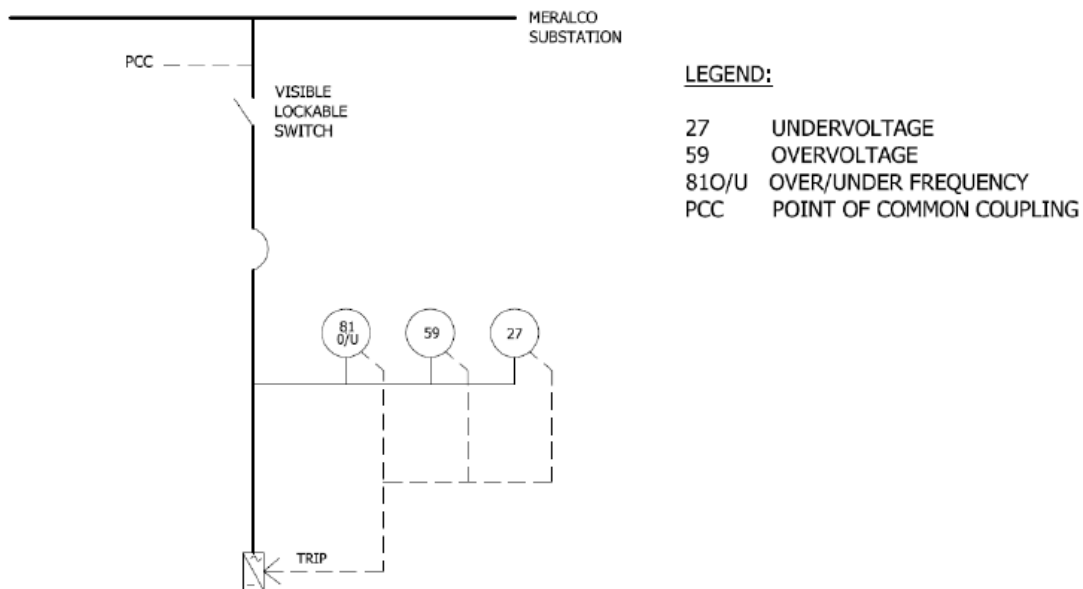 MERALCO
SUBSTATION
PCC
VISIBLE
LOCKABLE
SWITCH
LEGEND:
27 UNDERVOLTAGE
59 OVERVOLTAGE
81O/U OVER/UNDER FREQUENCY
PCC POINT OF COMMON COUPLING
81
0/U
59
27
TRIP